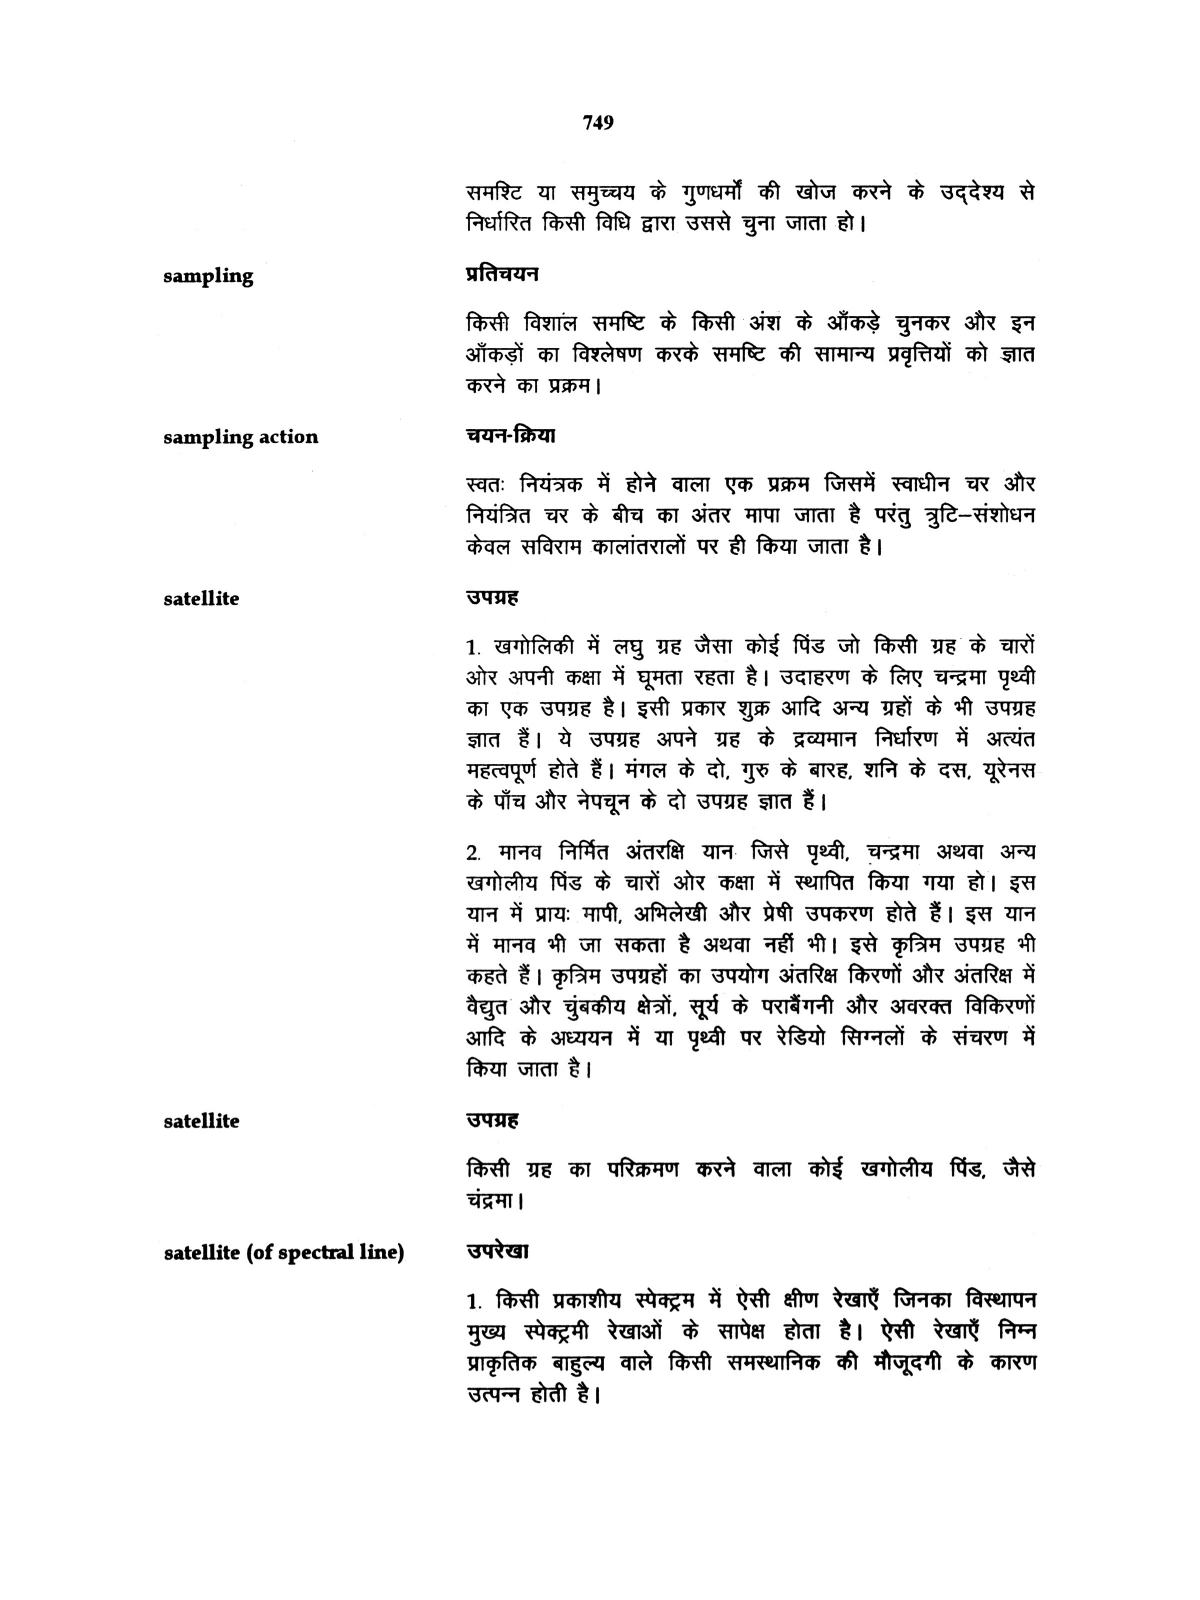 749
समश्टि या समुच्चय के गुणधर्मों की खोज करने के उद्देश्य से
निर्धारित किसी विधि द्वारा उससे चुना जाता हो।
sampling
प्रतिचयन
किसी विशाल समष्टि के किसी अंश के आँकड़े चुनकर और इन
आँकड़ों का विश्लेषण करके समष्टि की सामान्य प्रवृत्तियों को ज्ञात
करने का प्रक्रम।
sampling action
चयन-क्रिया
स्वतः नियंत्रक में होने वाला एक प्रक्रम जिसमें स्वाधीन चर और
नियंत्रित चर के बीच का अंतर मापा जाता है परंतु त्रुटि–संशोधन
केवल सविराम कालांतरालों पर ही किया जाता है।
satellite
उपग्रह
1. खगोलिकी में लघु ग्रह जैसा कोई पिंड जो किसी ग्रह के चारों
ओर अपनी कक्षा में घूमता रहता है। उदाहरण के लिए चन्द्रमा पृथ्वी
का एक उपग्रह है। इसी प्रकार शुक्र आदि अन्य ग्रहों के भी उपग्रह
ज्ञात हैं। ये उपग्रह अपने ग्रह के द्रव्यमान निर्धारण में अत्यंत
महत्वपूर्ण होते हैं। मंगल के दो, गुरु के बारह, शनि के दस, यूरेनस
के पाँच और नेपचून के दो उपग्रह ज्ञात हैं।
2. मानव निर्मित अंतरक्षि यान जिसे पृथ्वी, चन्द्रमा अथवा अन्य
खगोलीय पिंड के चारों ओर कक्षा में स्थापित किया गया हो। इस
यान में प्रायः मापी, अभिलेखी और प्रेषी उपकरण होते हैं। इस यान
में मानव भी जा सकता है अथवा नहीं भी। इसे कृत्रिम उपग्रह भी
कहते हैं। कृत्रिम उपग्रहों का उपयोग अंतरिक्ष किरणों और अंतरिक्ष में
वैद्युत और चुंबकीय क्षेत्रों, सूर्य के पराबैंगनी और अवरक्त विकिरणों
आदि के अध्ययन में या पृथ्वी पर रेडियो सिग्नलों के संचरण में
किया जाता है।
satellite
उपग्रह
किसी ग्रह का परिक्रमण करने वाला कोई खगोलीय पिंड, जैसे
चंद्रमा।
satellite (of spectral line)
उपरेखा
1. किसी प्रकाशीय स्पेक्ट्रम में ऐसी क्षीण रेखाएँ जिनका विस्थापन
मुख्य स्पेक्ट्रमी रेखाओं के सापेक्ष होता है। ऐसी रेखाएँ निम्न
प्राकृतिक बाहुल्य वाले किसी समस्थानिक की मौजूदगी के कारण
उत्पन्न होती है।